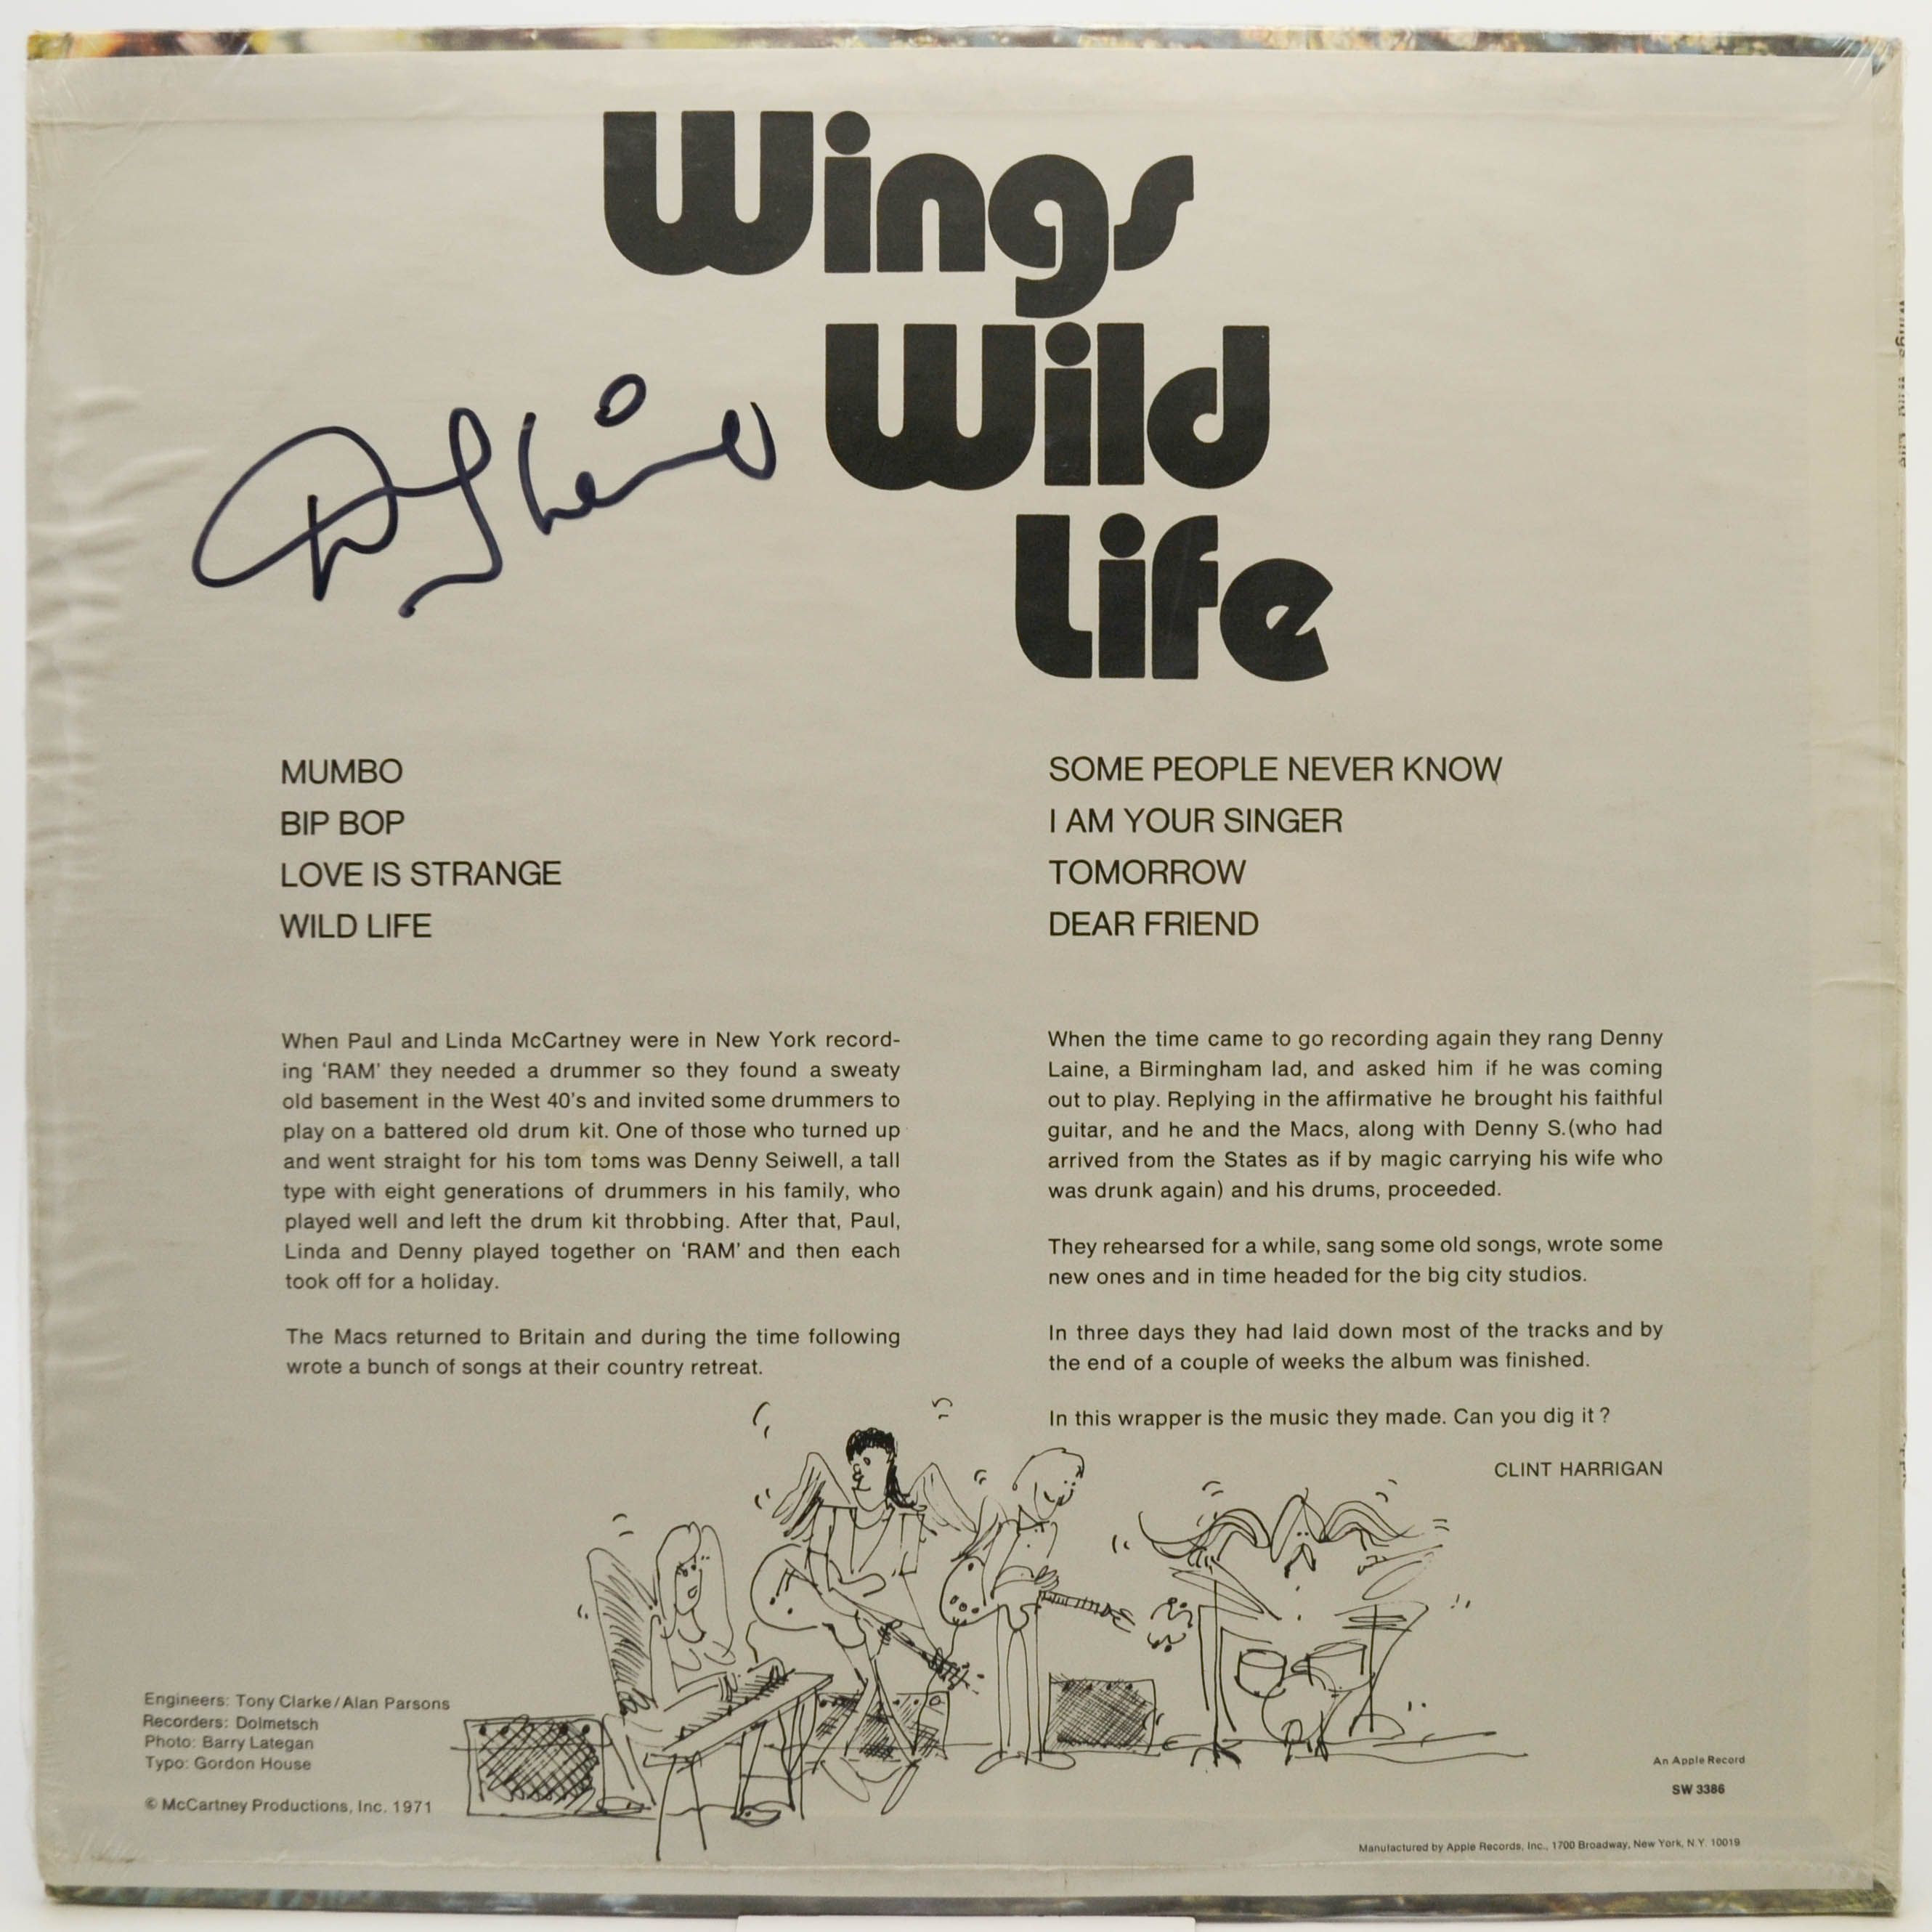 Wings
Wild
Life
MUMBO
BIP BOP
LOVE IS STRANGE
WILD LIFE
SOME PEOPLE NEVER KNOW
I AM YOUR SINGER
TOMORROW
DEAR FRIEND
When Paul and Linda McCartney were in New York record-
ing ‘RAM’ they needed a drummer so they found a sweaty
old basement in the West 40's and invited some drummers to
play on a battered old drum kit. One of those who turned up
and went straight for his tom toms was Denny Seiwell, a tall
type with eight generations of drummers in his family, who
played well and left the drum kit throbbing. After that, Paul,
Linda and Denny played together on ‘RAM’ and then each
took off for a holiday.
The Macs returned to Britain and during the time following
wrote a bunch of songs at their country retreat.
When the time came to go recording again they rang Denny
Laine, a Birmingham lad, and asked him if he was coming
out to play. Replying in the affirmative he brought his faithful
guitar, and he and the Macs, along with Denny S.(who had
arrived from the States as if by magic carrying his wife who
was drunk again) and his drums, proceeded.
They rehearsed for a while, sang some old songs, wrote some
new ones and in time headed for the big city studios.
In three days they had laid down most of the tracks and by
the end of a couple of weeks the album was finished.
In this wrapper is the music they made. Can you dig it ?
CLINT HARRIGAN
Engineers: Tony Clarke/Alan Parsons
Recorders: Dolmetsch
Photo: Barry Lategan
Typo: Gordon House
© McCartney Productions, Inc. 1971
An Apple Record
SW 3386
Manufactured by Apple Records, Inc., 1700 Broadway, New York, N.Y. 10019